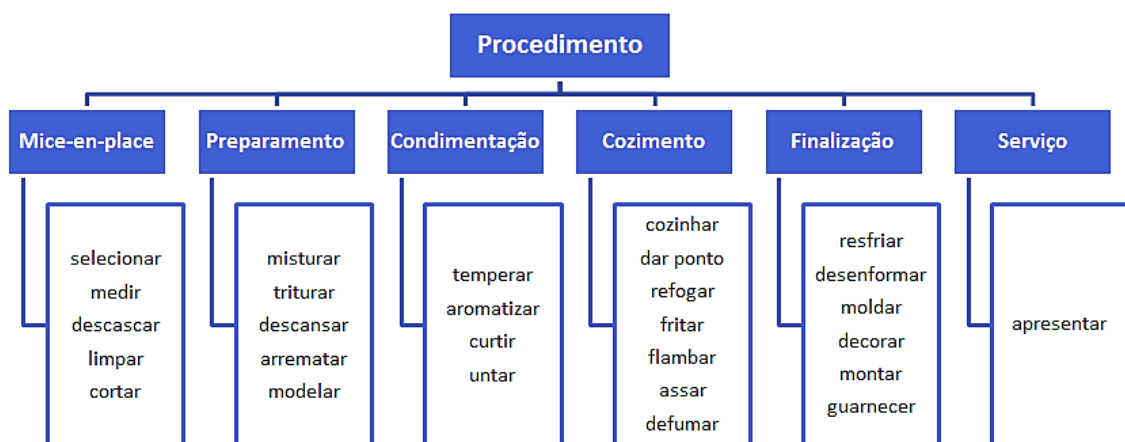 Procedimento
Mice-en-place
selecionar
medir
descascar
limpar
cortar
Preparamento
misturar
triturar
descansar
arrematar
modelar
Condimentação
temperar
aromatizar
curtir
untar
Cozimento
cozinhar
dar ponto
refogar
fritar
flambar
assar
defumar
Finalização
resfriar
desenformar
moldar
decorar
montar
guarnecer
Serviço
apresentar